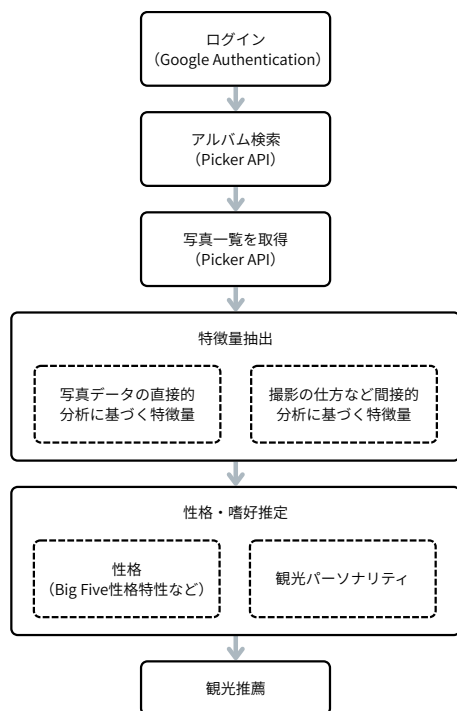 ログイン
（Google Authentication）
アルバム検索
（Picker API）
写真一覧を取得
（Picker API）
特徴量抽出
写真データの直接的
分析に基づく特徴量
撮影の仕方など間接的
分析に基づく特徴量
性格・嗜好推定
性格
（Big Five性格特性など）
観光パーソナリティ
観光推薦